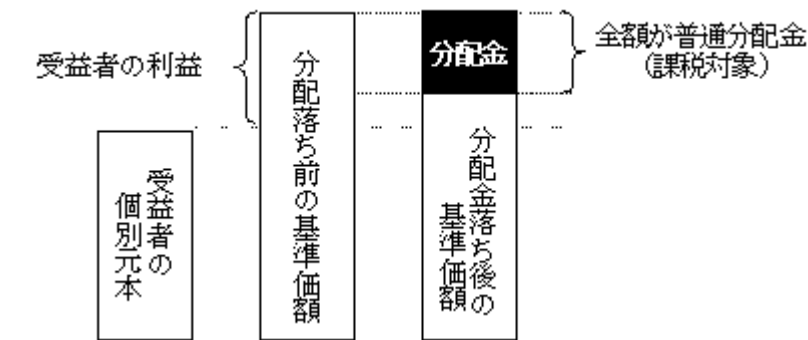 受益者の利益
分配落ち前の基準価額
分配金
全額が普通分配金
(課税対象)
受益者の
個別元本
分配金落ち後の
基準価額